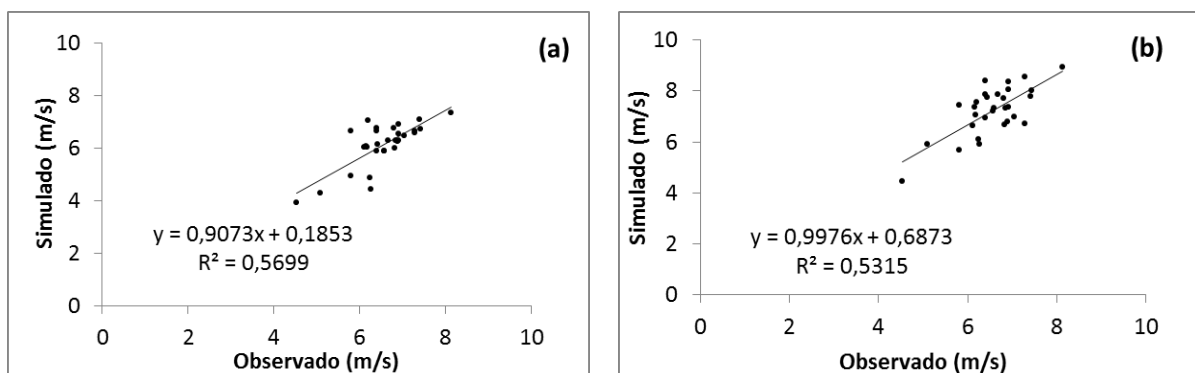 (a)
10
8
6
4
2
0
Simulado (m/s)
y = 0,9073x + 0,1853
R² = 0,5699
0 2 4 6 8 10
Observado (m/s)
(b)
10
8
6
4
2
0
Simulado (m/s)
y = 0,9976x + 0,6873
R² = 0,5315
0 2 4 6 8 10
Observado (m/s)